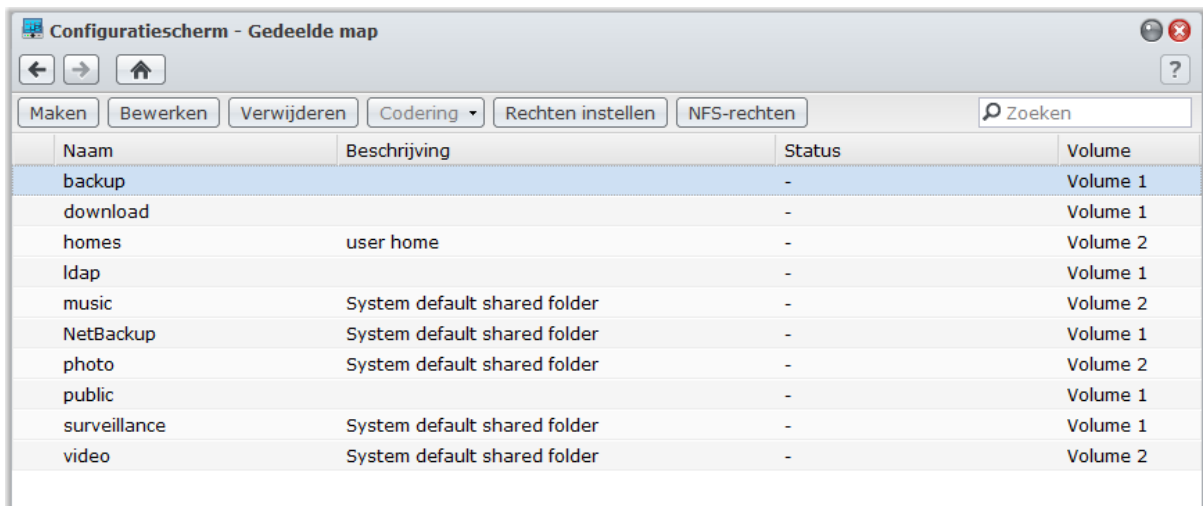 Configuratiescherm - Gedeelde map
?
Maken Bewerken Verwijderen Codering Rechten instellen NFS-rechten Zoeken
Naam Beschrijving Status Volume
backup - Volume 1
download - Volume 1
homes user home - Volume 2
ldap - Volume 1
music System default shared folder - Volume 2
NetBackup System default shared folder - Volume 1
photo System default shared folder - Volume 2
public - Volume 1
surveillance System default shared folder - Volume 1
video System default shared folder - Volume 2